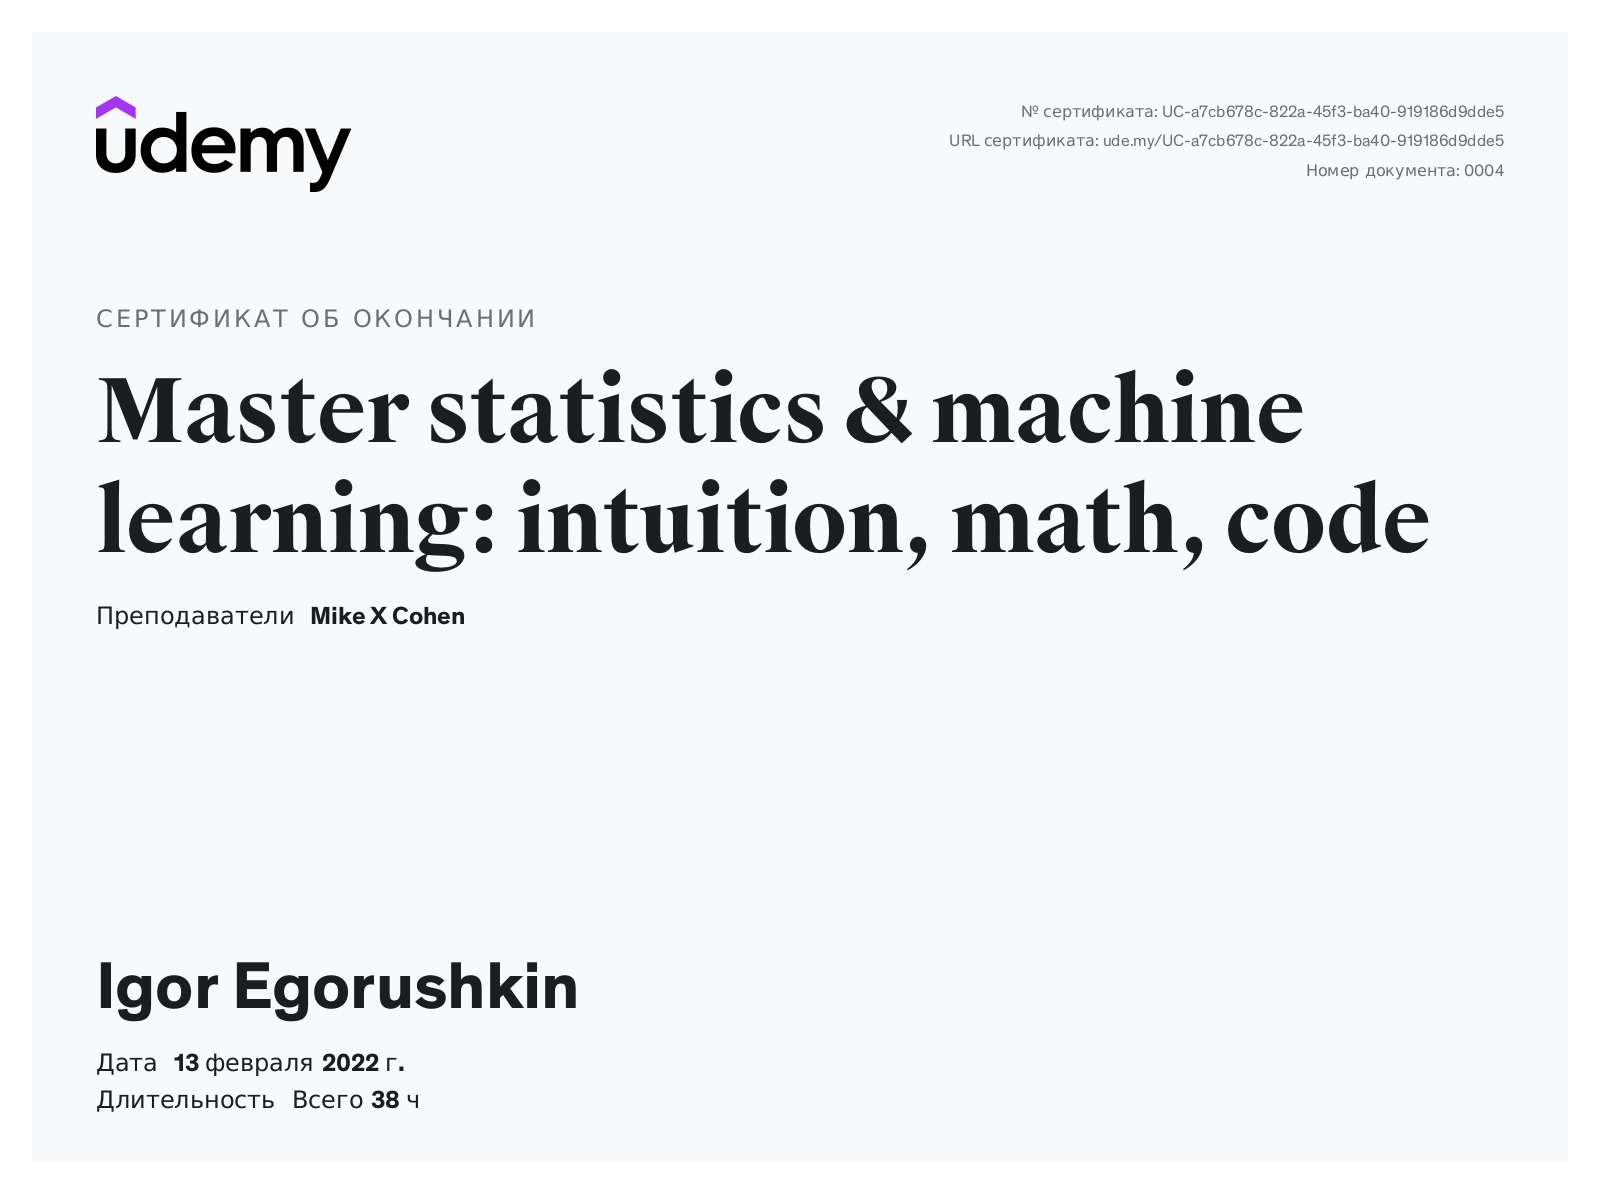 udemy
№ сертификата: UC-a7cb678c-822a-45f3-ba40-919186d9dde5
URL сертификата: ude.my/UC-a7cb678c-822a-45f3-ba40-919186d9dde5
Номер документа: 0004
СЕРТИФИКАТ ОБ ОКОНЧАНИИ
Master statistics & machine
learning: intuition, math, code
Преподаватели Mike X Cohen
Igor Egorushkin
Дата 13 февраля 2022 г.
Длительность Всего 38 ч